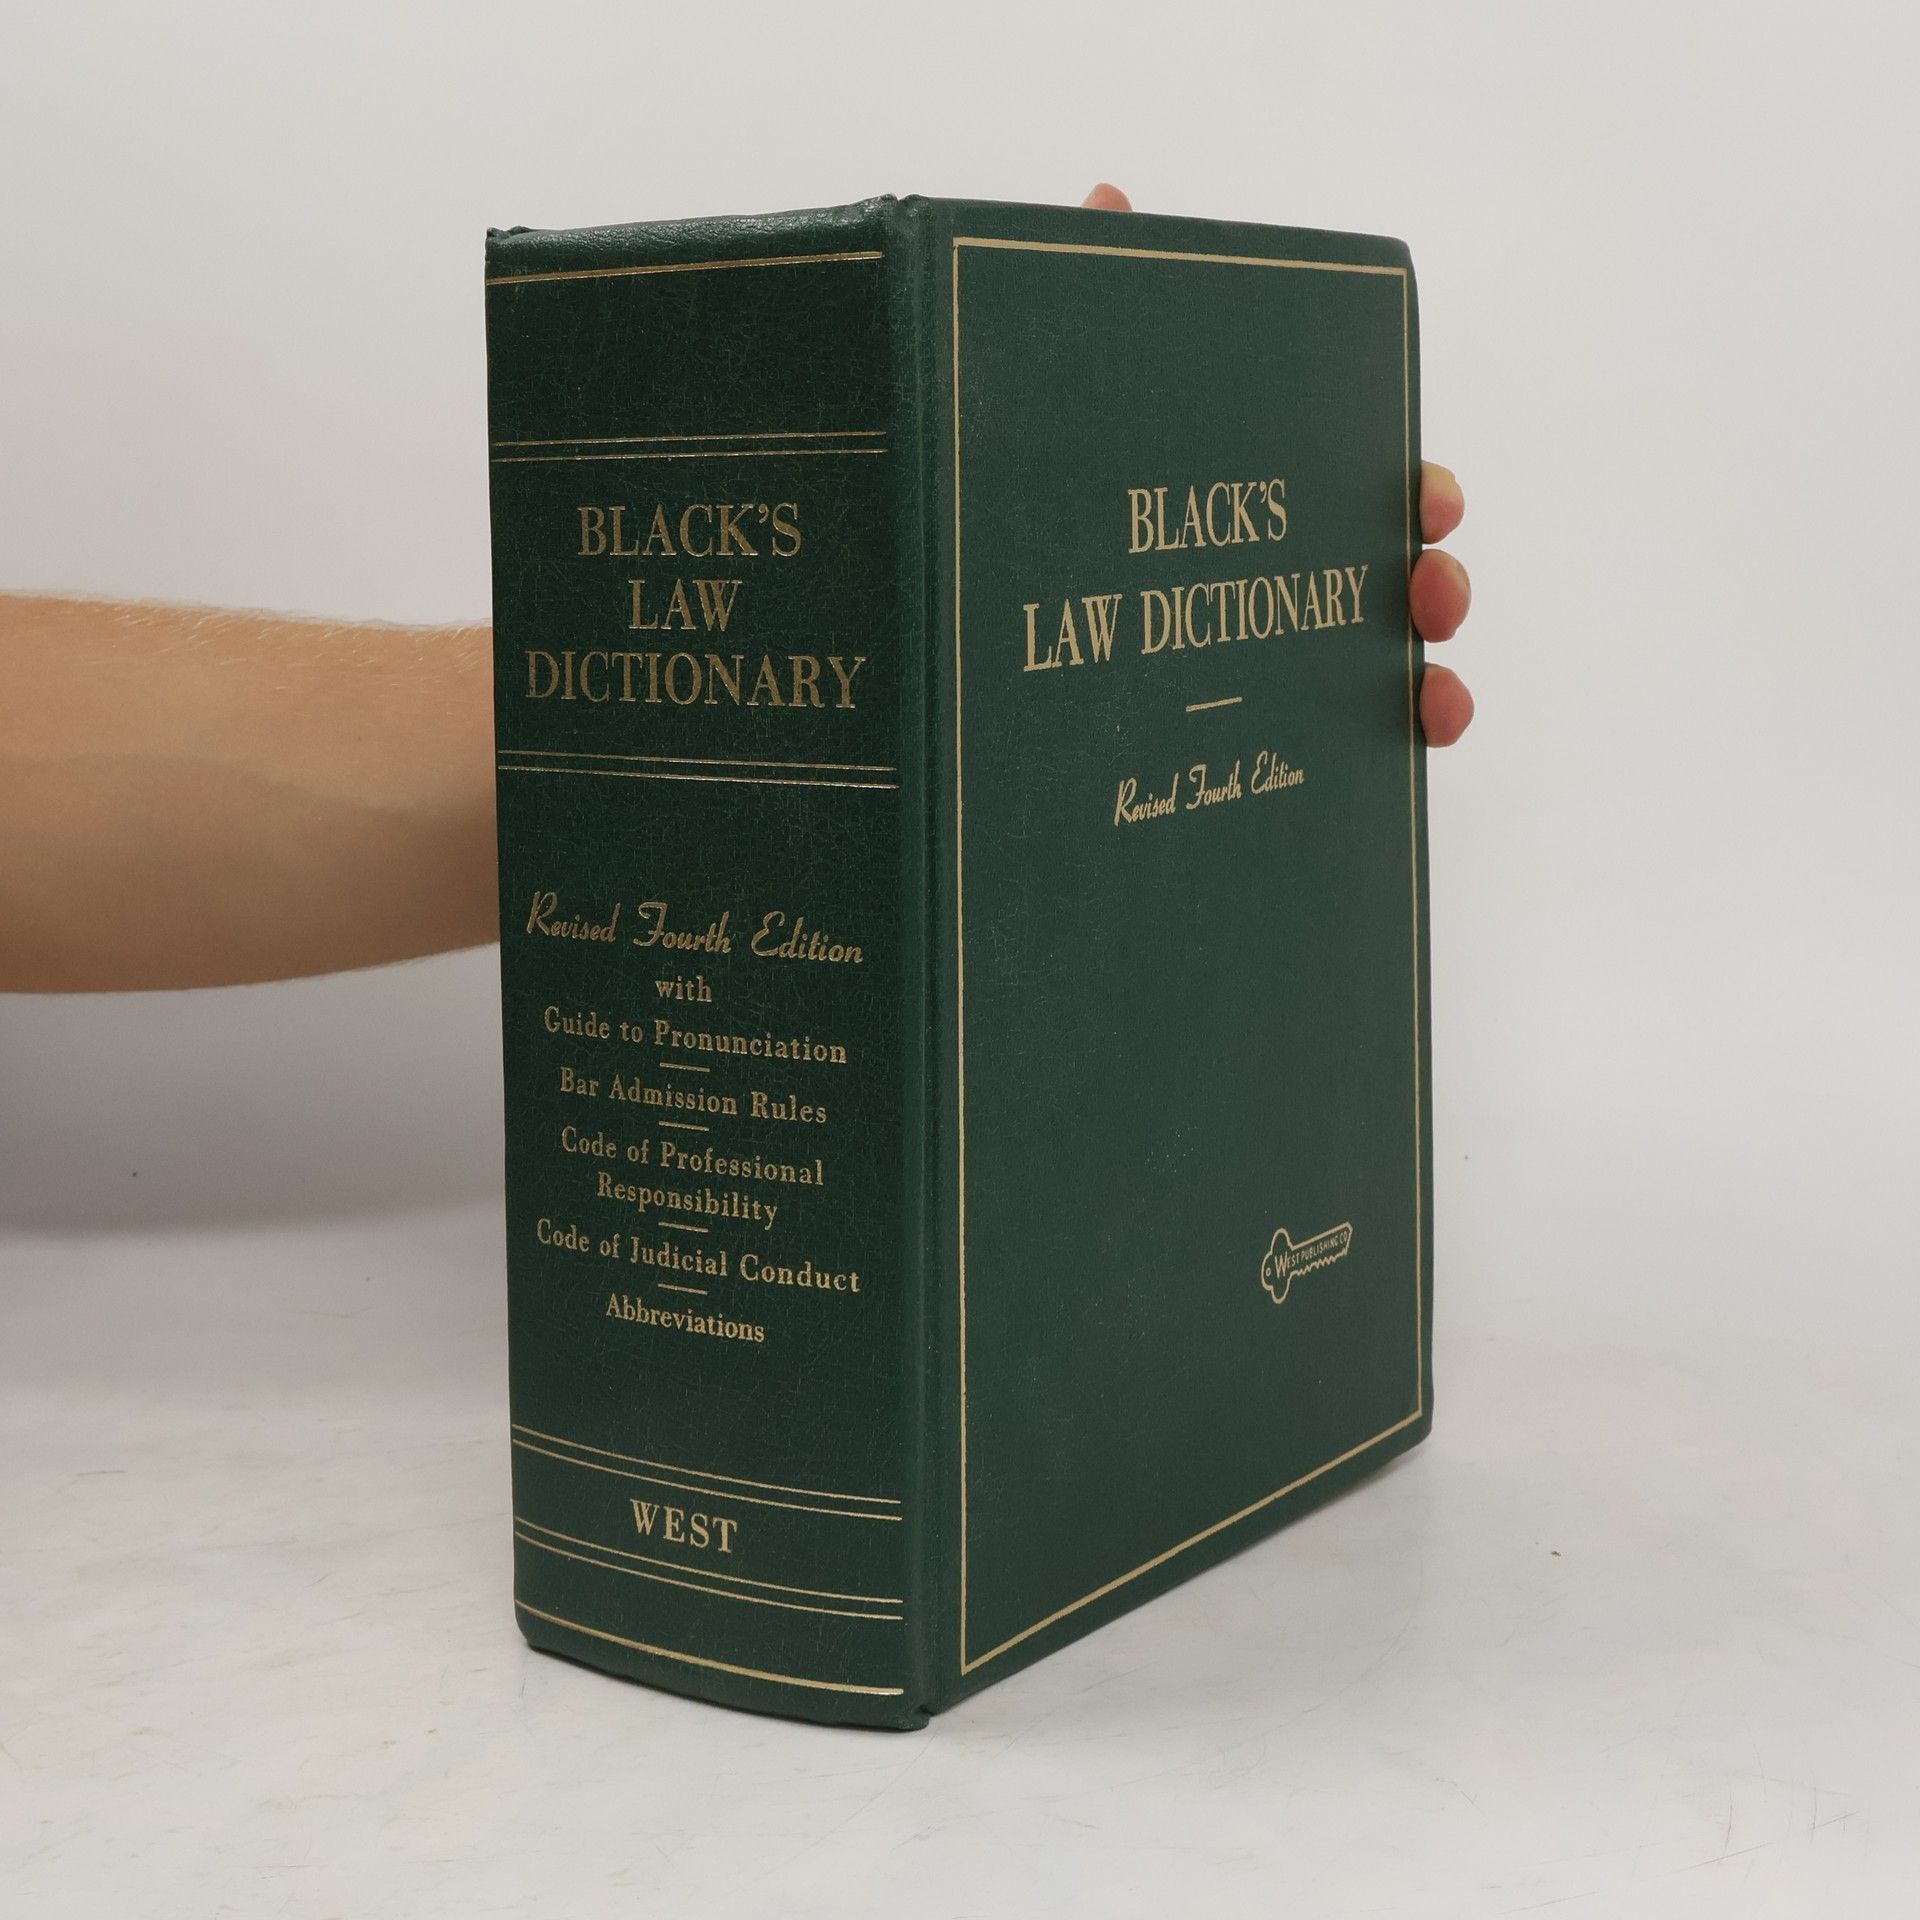 BLACK'S
LAW
DICTIONARY
Revised Fourth Edition
with
Guide to Pronunciation
Bar Admission Rules
Code of Professional
Responsibility
Code of Judicial Conduct
Abbreviations
WEST
BLACK'S
LAW DICTIONARY
Revised Fourth Edition
WEST PUBLISHING CO